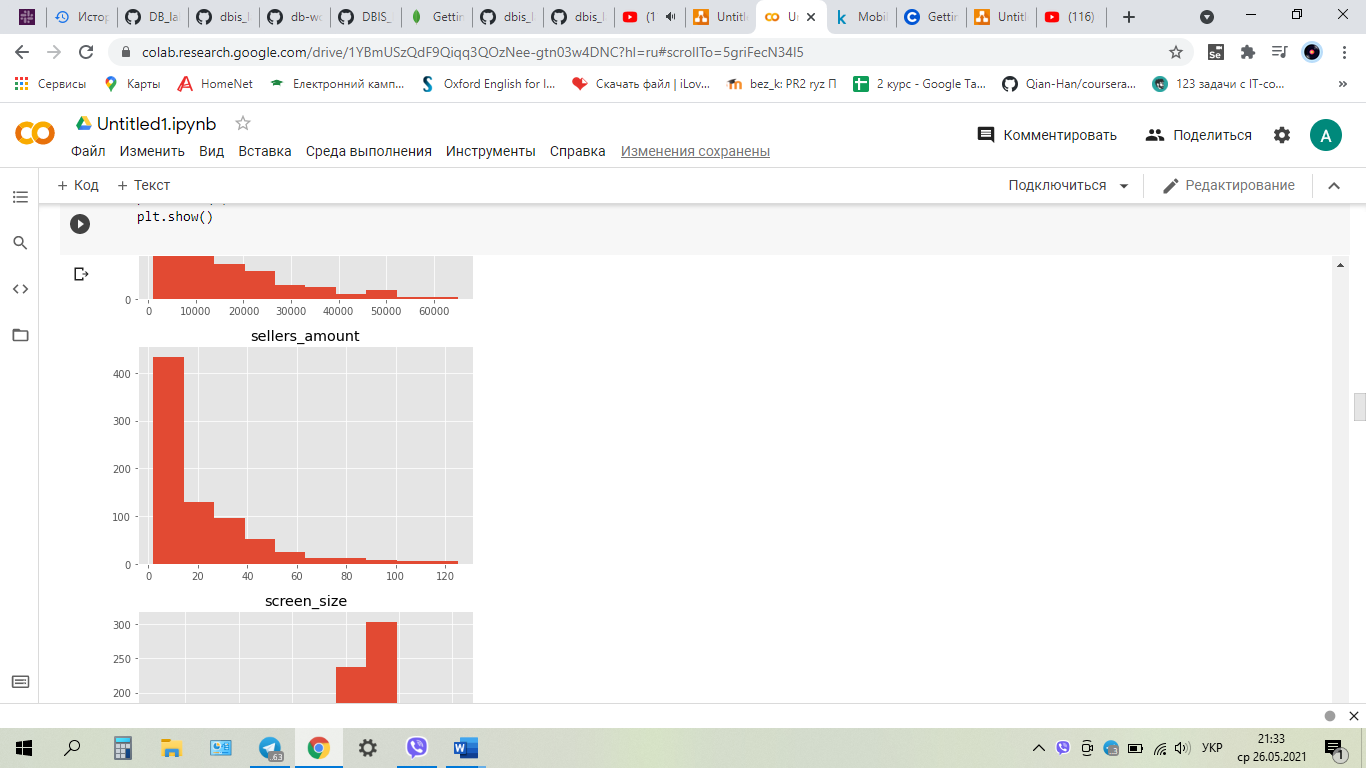 Истор DB_la dbis_l db-wo DBIS_ Gettin dbis_l dbis_l (1 Untitl U Mobil Gettin Untitl (116)
colab.research.google.com/drive/1YBmUSzQdF9Qiqq3QOzNee-gtn03w4DNC?hl=ru#scrollTo=5griFecN34I5
Сервисы Карты HomeNet Електронний камп... Oxford English for I... Скачать файл | iLov... bez_k: PR2 ryz П 2 курс - Google Та... Qian-Han/coursera... 123 задачи с IT-со... »
Untitled1.ipynb
Комментировать Поделиться A
Файл Изменить Вид Вставка Среда выполнения Инструменты Справка Изменения сохранены
+ Код + Текст Подключиться Редактирование
plt.show()
0
0 10000 20000 30000 40000 50000 60000
sellers_amount
400
300
200
100
0
0 20 40 60 80 100 120
screen_size
300
250
200
.63 УКР 21:33
ср 26.05.2021 1